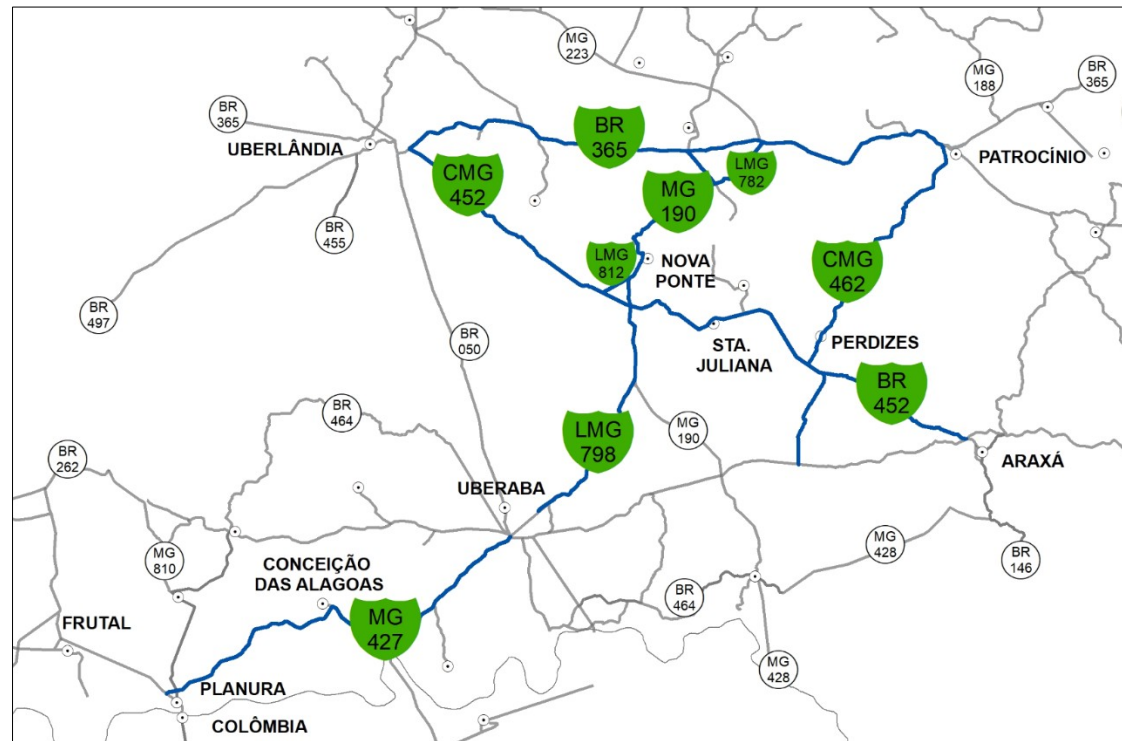 MG
223
BR
365
MG
188
BR
365
UBERLÂNDIA
BR
365
CMG
452
LMG
782
PATROCÍNIO
MG
190
BR
455
LMG
812
NOVA
PONTE
CMG
462
BR
497
BR
050
STA.
JULIANA
PERDIZES
BR
452
BR
464
LMG
798
MG
190
BR
262
UBERABA
ARAXÁ
MG
810
CONCEIÇÃO
DAS ALAGOAS
MG
428
BR
146
BR
464
FRUTAL
MG
427
MG
428
PLANURA
COLÔMBIA